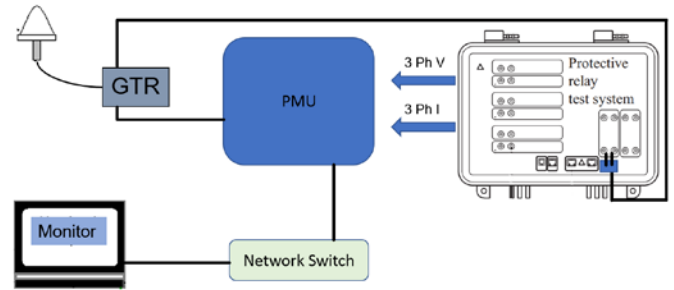 GTR
PMU
3 Ph V
3 Ph I
Protective
relay
test system
Monitor
Network Switch